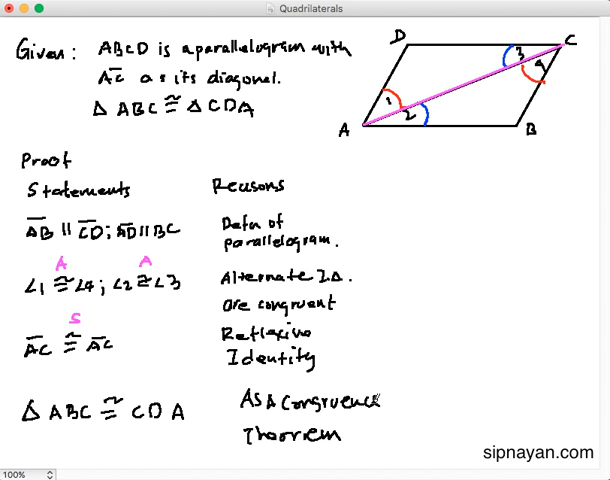 Quadrilaterals
Given: ABCD is a parallelogram with
AC as its diagonal.
Δ ABC ≅ Δ CDA
D
C
A
B
1
2
3
4
Proof
Statements Reasons
AB || CD; AD || BC Defn of
parallelogram.
A A
∠1 ≅ ∠4; ∠2 ≅ ∠3 Alternate I∆.
are congruent
S
AC ≅ AC Reflexive
Identity
Δ ABC ≅ CDA ASA Congruence
Theorem
sipnayan.com
100%